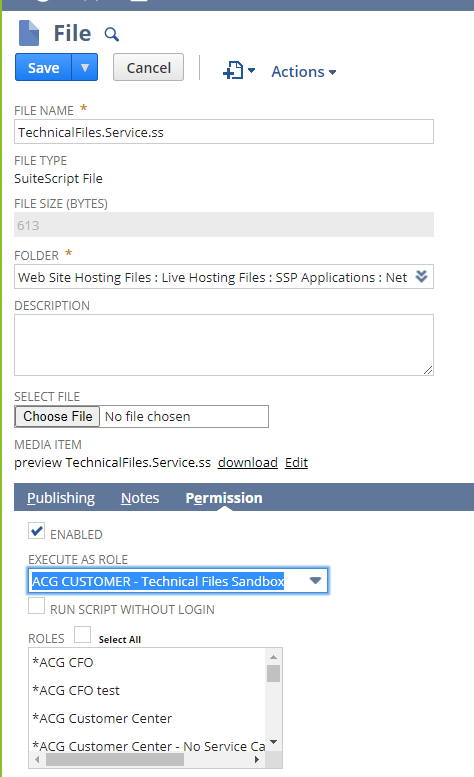 File
Save Cancel Actions
FILE NAME *
TechnicalFiles.Service.ss
FILE TYPE
SuiteScript File
FILE SIZE (BYTES)
613
FOLDER *
Web Site Hosting Files : Live Hosting Files : SSP Applications : Net
DESCRIPTION
SELECT FILE
Choose File No file chosen
MEDIA ITEM
preview TechnicalFiles.Service.ss download Edit
Publishing Notes Permission
ENABLED
EXECUTE AS ROLE
ACG CUSTOMER - Technical Files Sandbox
RUN SCRIPT WITHOUT LOGIN
ROLES Select All
*ACG CFO
*ACG CFO test
*ACG Customer Center
*ACG Customer Center - No Service Ca